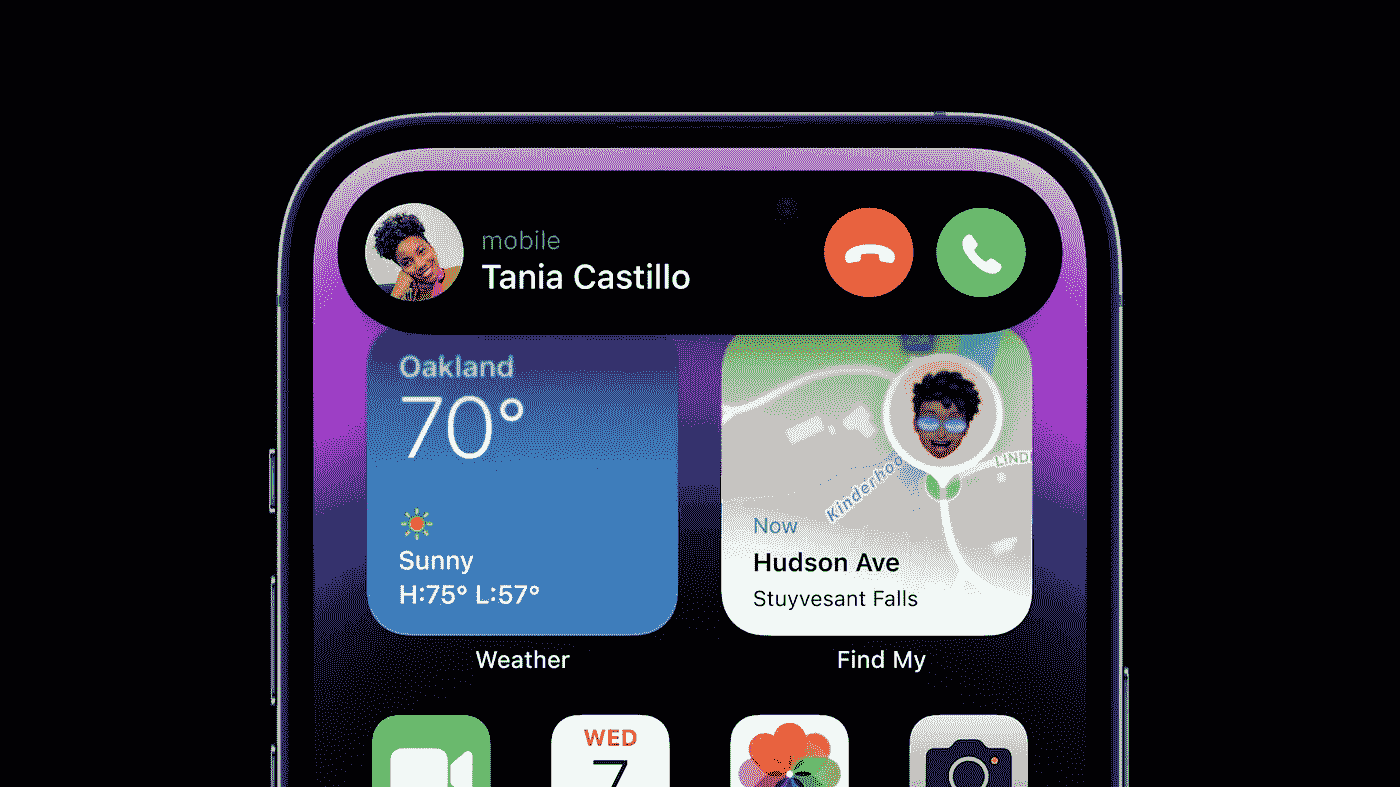 mobile
Tania Castillo
Oakland
70°
Sunny
H:75° L:57°
Weather
Kinderhoo
LIND
Now
Hudson Ave
Stuyvesant Falls
Find My
WED
7